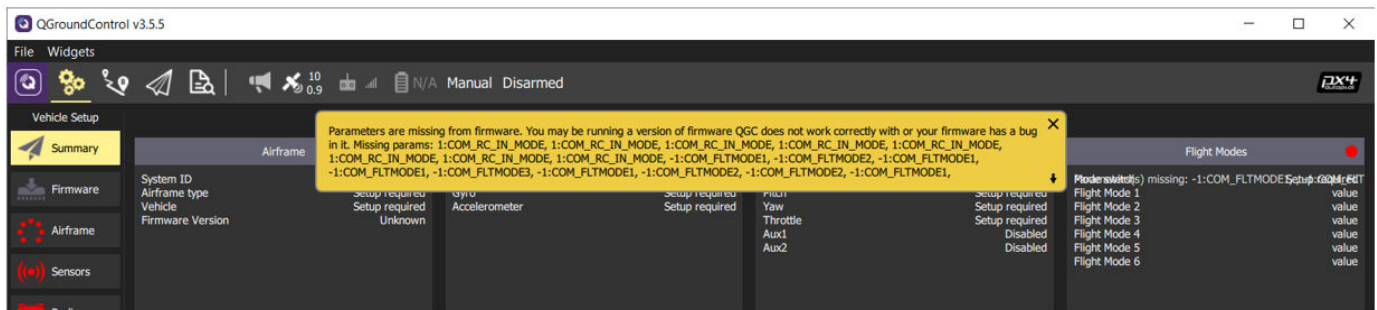 QGroundControl v3.5.5
File Widgets
10
0.9
N/A Manual Disarmed
Vehicle Setup
Summary
Firmware
Airframe
Sensors
Parameters are missing from firmware. You may be running a version of firmware QGC does not work correctly with or your firmware has a bug
in it. Missing params: 1:COM_RC_IN_MODE, 1:COM_RC_IN_MODE, 1:COM_RC_IN_MODE, 1:COM_RC_IN_MODE, 1:COM_RC_IN_MODE,
1:COM_RC_IN_MODE, 1:COM_RC_IN_MODE, 1:COM_RC_IN_MODE, -1:COM_FLTMODE1, -1:COM_FLTMODE2, -1:COM_FLTMODE1,
-1:COM_FLTMODE1, -1:COM_FLTMODE3, -1:COM_FLTMODE1, -1:COM_FLTMODE1, -1:COM_FLTMODE2, -1:COM_FLTMODE2, -1:COM_FLTMODE1,
Airframe
System ID
Airframe type Setup required
Vehicle Setup required
Firmware Version Unknown
Gyro Setup required
Accelerometer Setup required
Pitch Setup required
Yaw Setup required
Throttle Setup required
Aux1 Disabled
Aux2 Disabled
Flight Modes
missing: -1:COM_FLTMODE
Flight Mode 1 value
Flight Mode 2 value
Flight Mode 3 value
Flight Mode 4 value
Flight Mode 5 value
Flight Mode 6 value